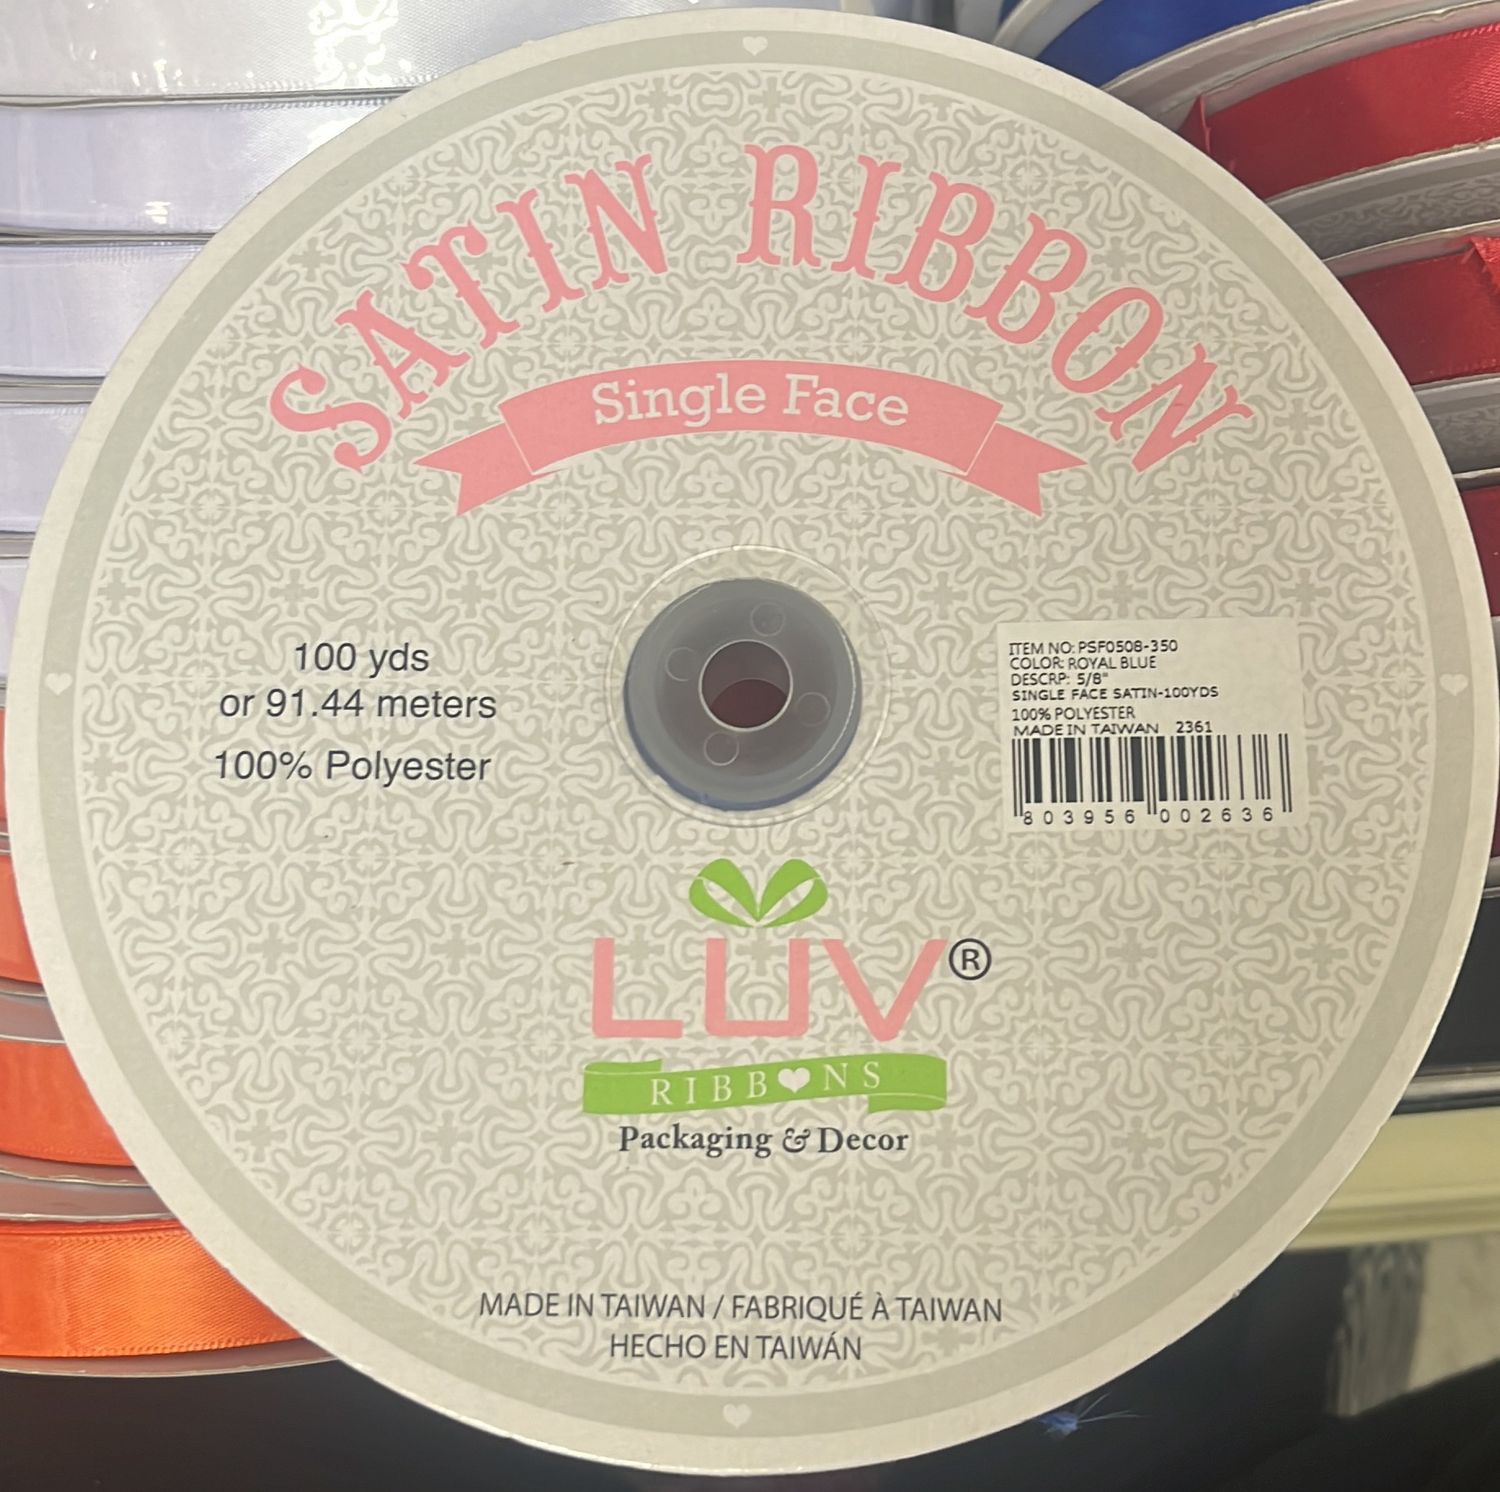 SATIN RIBBON
Single Face
100 yds
or 91.44 meters
100% Polyester
ITEM NO: PSF0508-350
COLOR: ROYAL BLUE
DESCRP: 5/8"
SINGLE FACE SATIN-100YDS
100% POLYESTER
MADE IN TAIWAN 2361
803956 002636
LUV®
RIBBONS
Packaging & Decor
MADE IN TAIWAN / FABRIQUÉ À TAIWAN
HECHO EN TAIWÁN